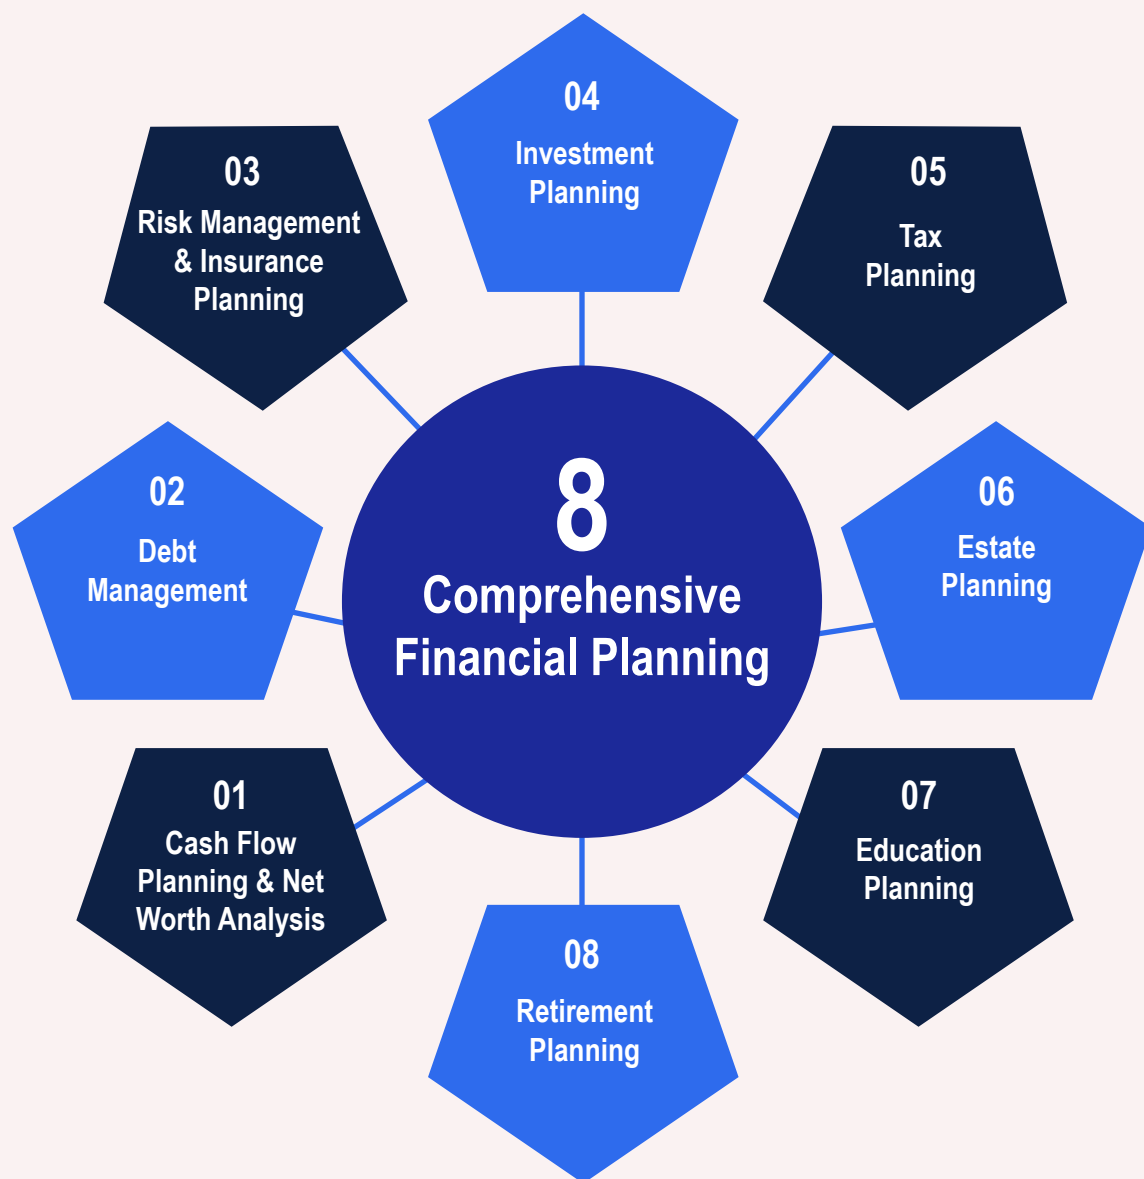 04
Investment
Planning
03
Risk Management
& Insurance
Planning
05
Tax
Planning
02
Debt
Management
8
Comprehensive
Financial Planning
06
Estate
Planning
01
Cash Flow
Planning & Net
Worth Analysis
07
Education
Planning
08
Retirement
Planning